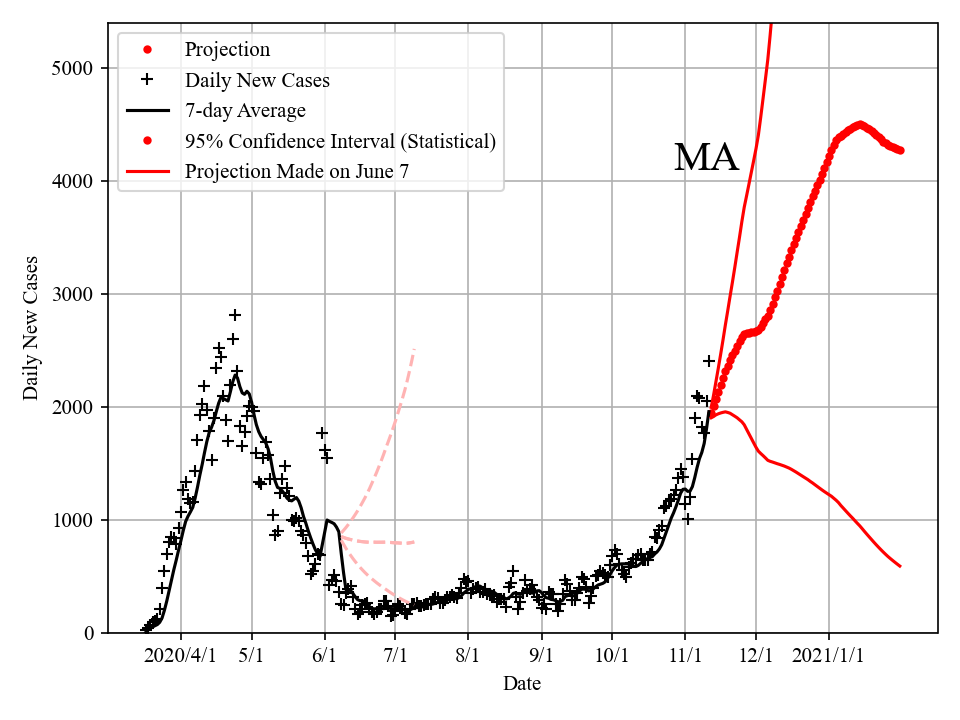 Projection
Daily New Cases
7-day Average
95% Confidence Interval (Statistical)
Projection Made on June 7
MA
5000
4000
3000
2000
1000
0
Daily New Cases
2020/4/1 5/1 6/1 7/1 8/1 9/1 10/1 11/1 12/1 2021/1/1
Date